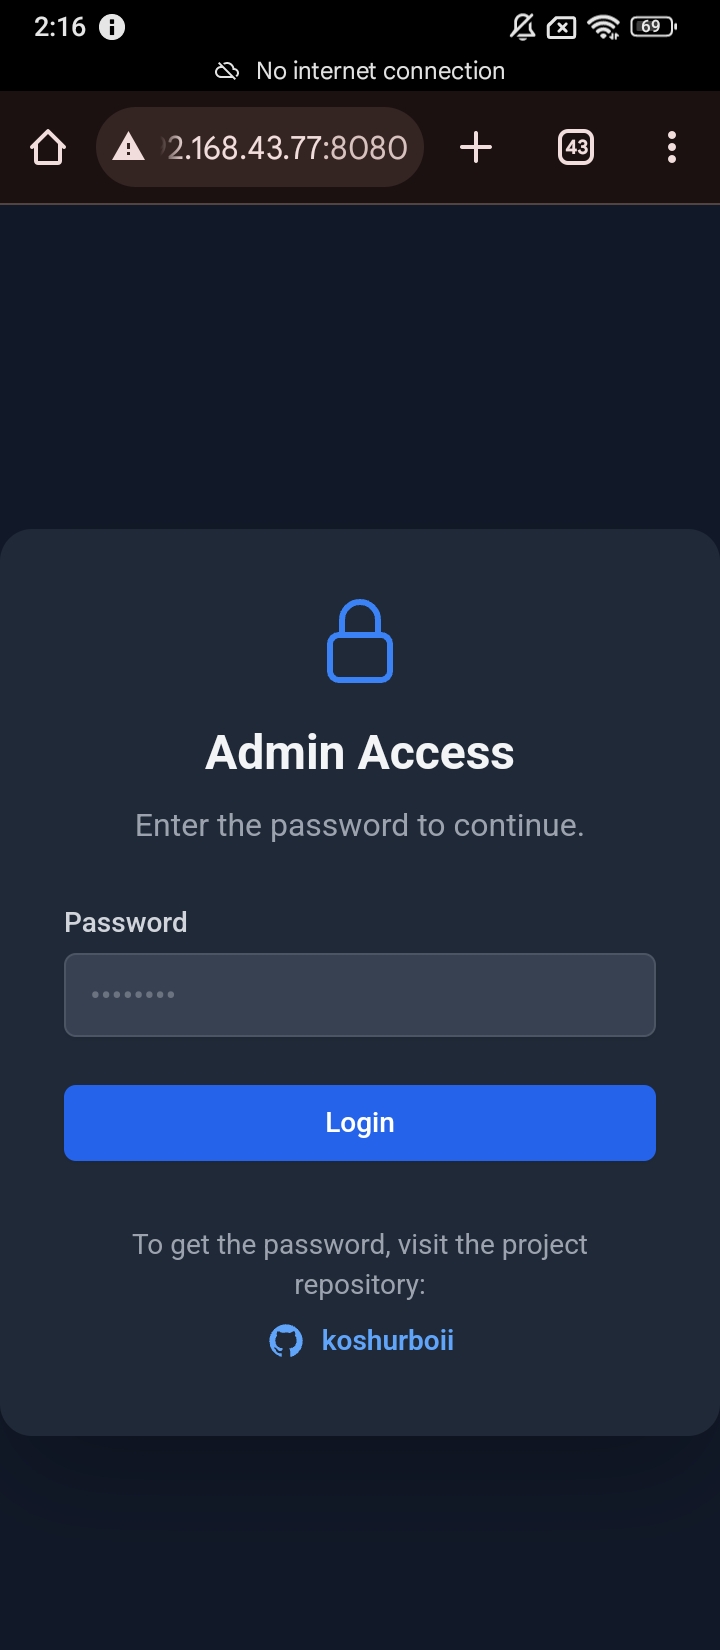 2:16
69
No internet connection
2.168.43.77:8080
43
Admin Access
Enter the password to continue.
Password
Login
To get the password, visit the project
repository:
koshurboii